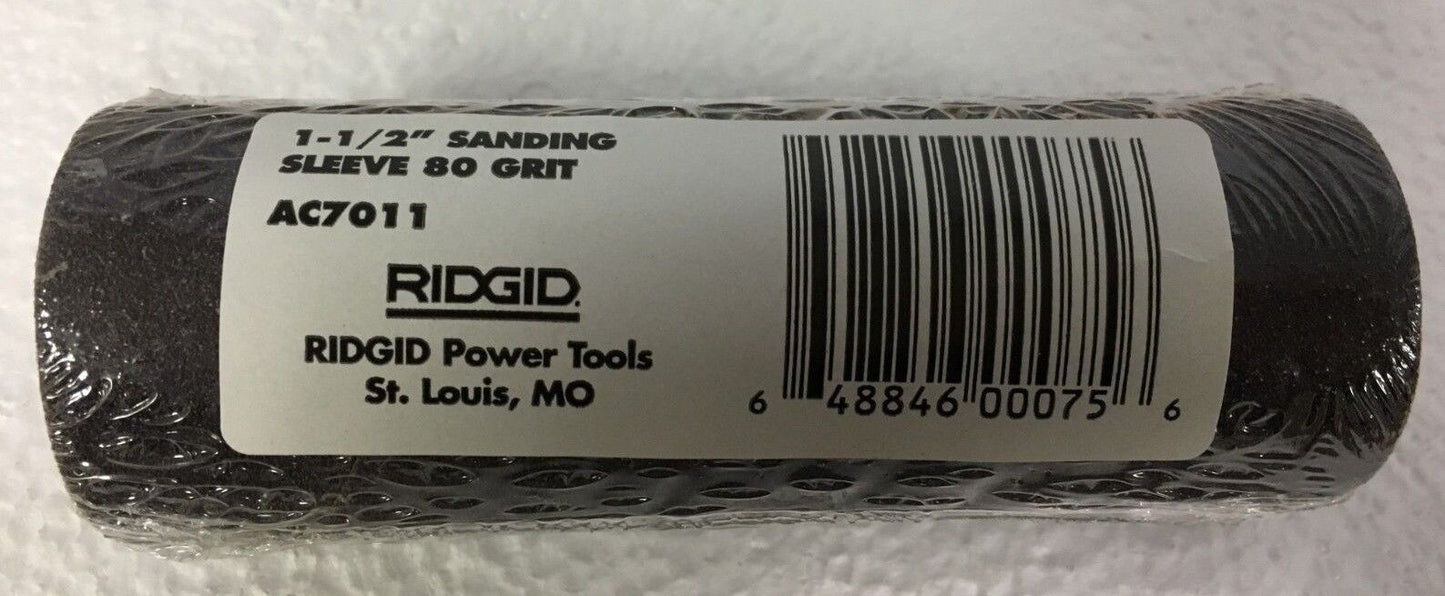 1-1/2" SANDING
SLEEVE 80 GRIT
AC7011
RIDGID
RIDGID Power Tools
St. Louis, MO
6 48846 00075 6